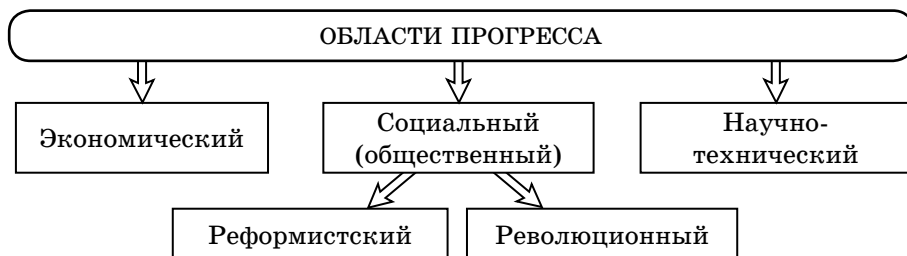 ОБЛАСТИ ПРОГРЕССА
Экономический
Социальный
(общественный)
Научно-
технический
Реформистский
Революционный